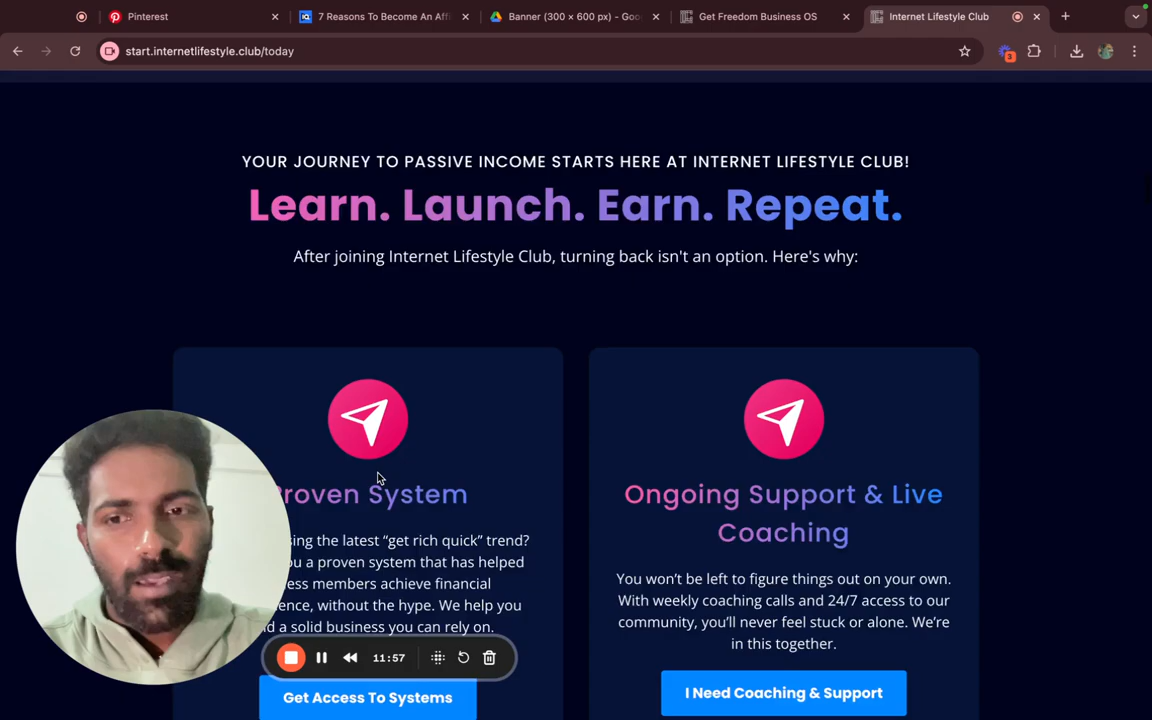 Pinterest
7 Reasons To Become An Affi
Banner (300 × 600 px) - Goo
Get Freedom Business OS
Internet Lifestyle Club
start.internetlifestyle.club/today
3
YOUR JOURNEY TO PASSIVE INCOME STARTS HERE AT INTERNET LIFESTYLE CLUB!
Learn. Launch. Earn. Repeat.
After joining Internet Lifestyle Club, turning back isn't an option. Here's why:
Proven System
sing the latest “get rich quick” trend?
u a proven system that has helped
ess members achieve financial
ence, without the hype. We help you
d a solid business you can rely on.
Get Access To Systems
Ongoing Support & Live
Coaching
You won’t be left to figure things out on your own.
With weekly coaching calls and 24/7 access to our
community, you’ll never feel stuck or alone. We’re
in this together.
I Need Coaching & Support
11:57